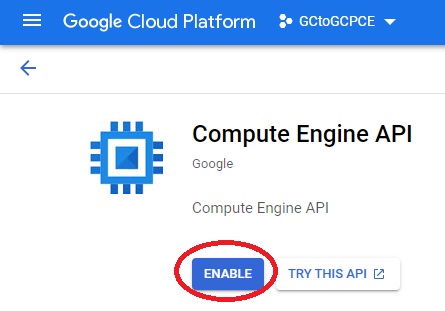 Google Cloud Platform GCtoGCPCE
Compute Engine API
Google
Compute Engine API
ENABLE TRY THIS API